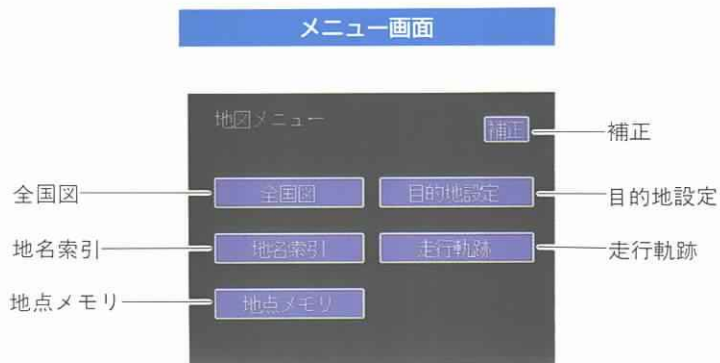 メニュー画面
地図メニュー
補正
補正
全国図
全国図
目的地設定
目的地設定
地名索引
地名索引
走行軌跡
走行軌跡
地点メモリ
地点メモリ